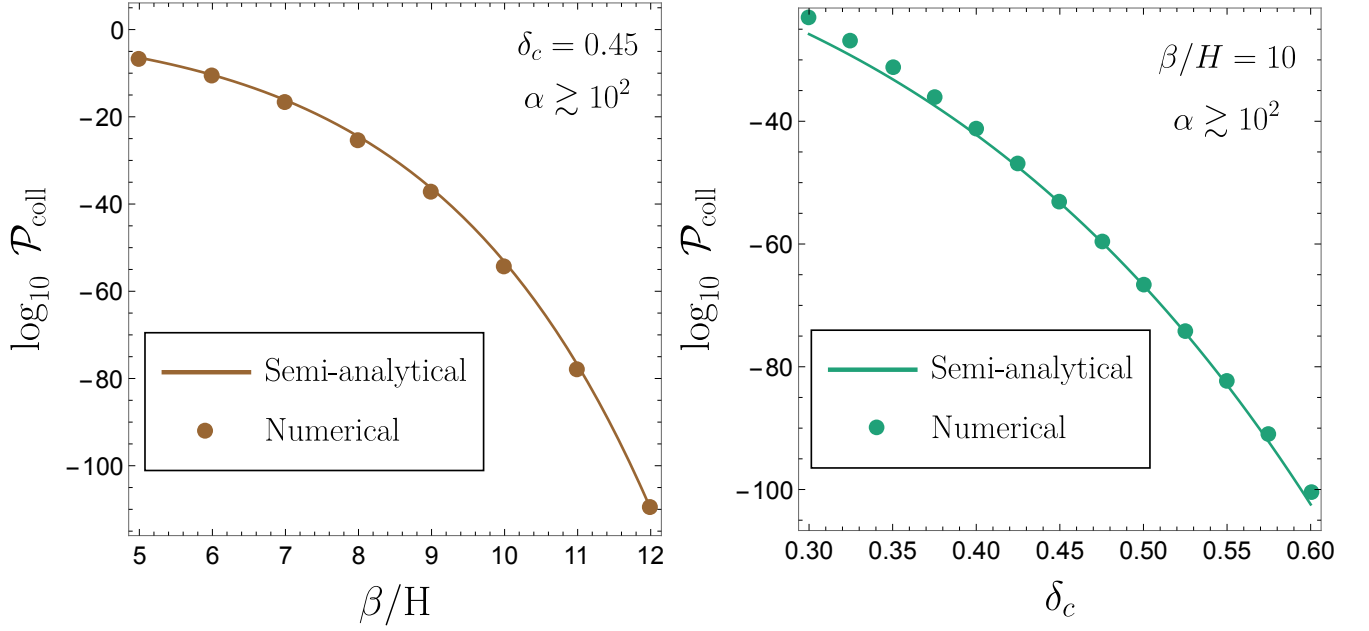 0
−20
−40
−60
−80
−100
log₁₀ 𝒫coll
δc = 0.45
α ≳ 10²
Semi-analytical
Numerical
5 6 7 8 9 10 11 12
β/H
−40
−60
−80
−100
log₁₀ 𝒫coll
β/H = 10
α ≳ 10²
Semi-analytical
Numerical
0.30 0.35 0.40 0.45 0.50 0.55 0.60
δc